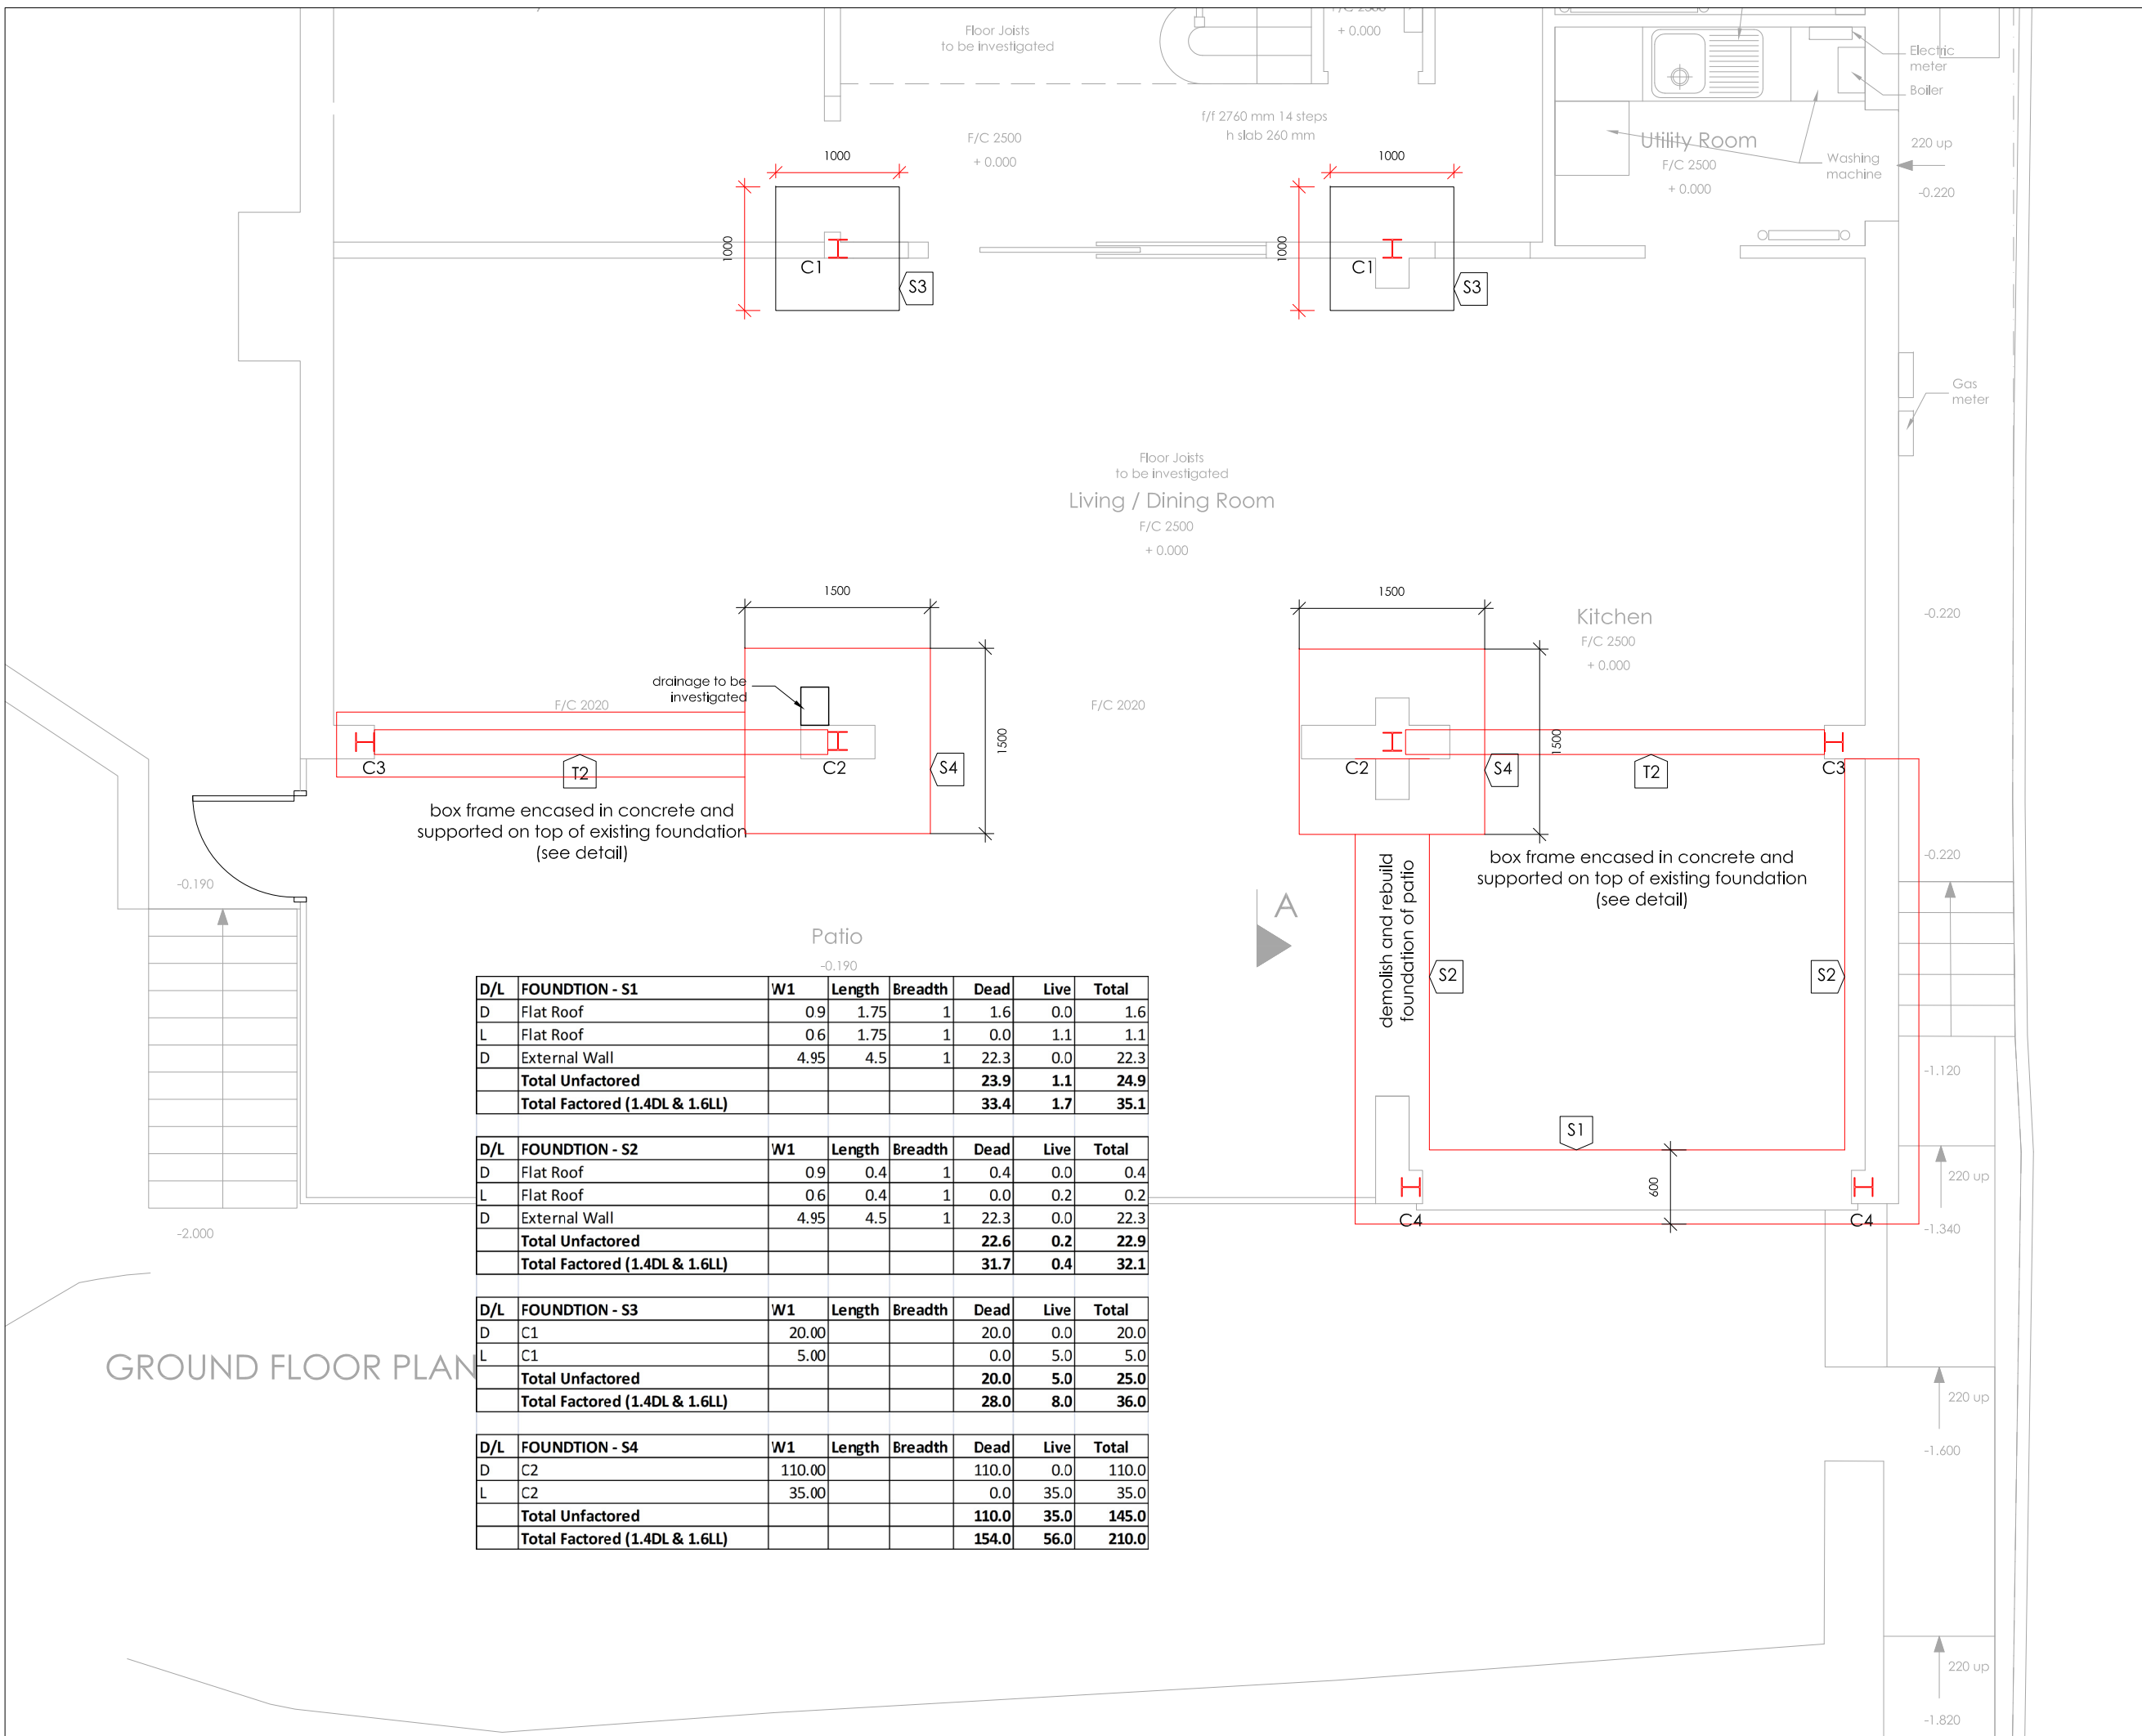 Floor Joists
to be investigated
+ 0.000
Electric
meter
Boiler
f/f 2760 mm 14 steps
h slab 260 mm
F/C 2500
+ 0.000
Utility Room
F/C 2500
+ 0.000
Washing
machine
220 up
-0.220
1000
1000
1000
1000
C1
S3
C1
S3
Gas
meter
Floor Joists
to be investigated
Living / Dining Room
F/C 2500
+ 0.000
1500
1500
Kitchen
F/C 2500
+ 0.000
-0.220
drainage to be
investigated
F/C 2020
F/C 2020
1500
1500
C3
T2
C2
S4
C2
S4
T2
C3
box frame encased in concrete and
supported on top of existing foundation
(see detail)
box frame encased in concrete and
supported on top of existing foundation
(see detail)
demolish and rebuild
foundation of patio
-0.220
-0.190
A
Patio
-0.190
S2
S2
-1.120
S1
600
220 up
-1.340
C4
C4
-2.000
D/L FOUNDTION - S1 W1 Length Breadth Dead Live Total
D Flat Roof 0.9 1.75 1 1.6 0.0 1.6
L Flat Roof 0.6 1.75 1 0.0 1.1 1.1
D External Wall 4.95 4.5 1 22.3 0.0 22.3
Total Unfactored 23.9 1.1 24.9
Total Factored (1.4DL & 1.6LL) 33.4 1.7 35.1
D/L FOUNDTION - S2 W1 Length Breadth Dead Live Total
D Flat Roof 0.9 0.4 1 0.4 0.0 0.4
L Flat Roof 0.6 0.4 1 0.0 0.2 0.2
D External Wall 4.95 4.5 1 22.3 0.0 22.3
Total Unfactored 22.6 0.2 22.9
Total Factored (1.4DL & 1.6LL) 31.7 0.4 32.1
D/L FOUNDTION - S3 W1 Length Breadth Dead Live Total
D C1 20.00 20.0 0.0 20.0
L C1 5.00 0.0 5.0 5.0
Total Unfactored 20.0 5.0 25.0
Total Factored (1.4DL & 1.6LL) 28.0 8.0 36.0
D/L FOUNDTION - S4 W1 Length Breadth Dead Live Total
D C2 110.00 110.0 0.0 110.0
L C2 35.00 0.0 35.0 35.0
Total Unfactored 110.0 35.0 145.0
Total Factored (1.4DL & 1.6LL) 154.0 56.0 210.0
GROUND FLOOR PLAN
220 up
-1.600
220 up
-1.820